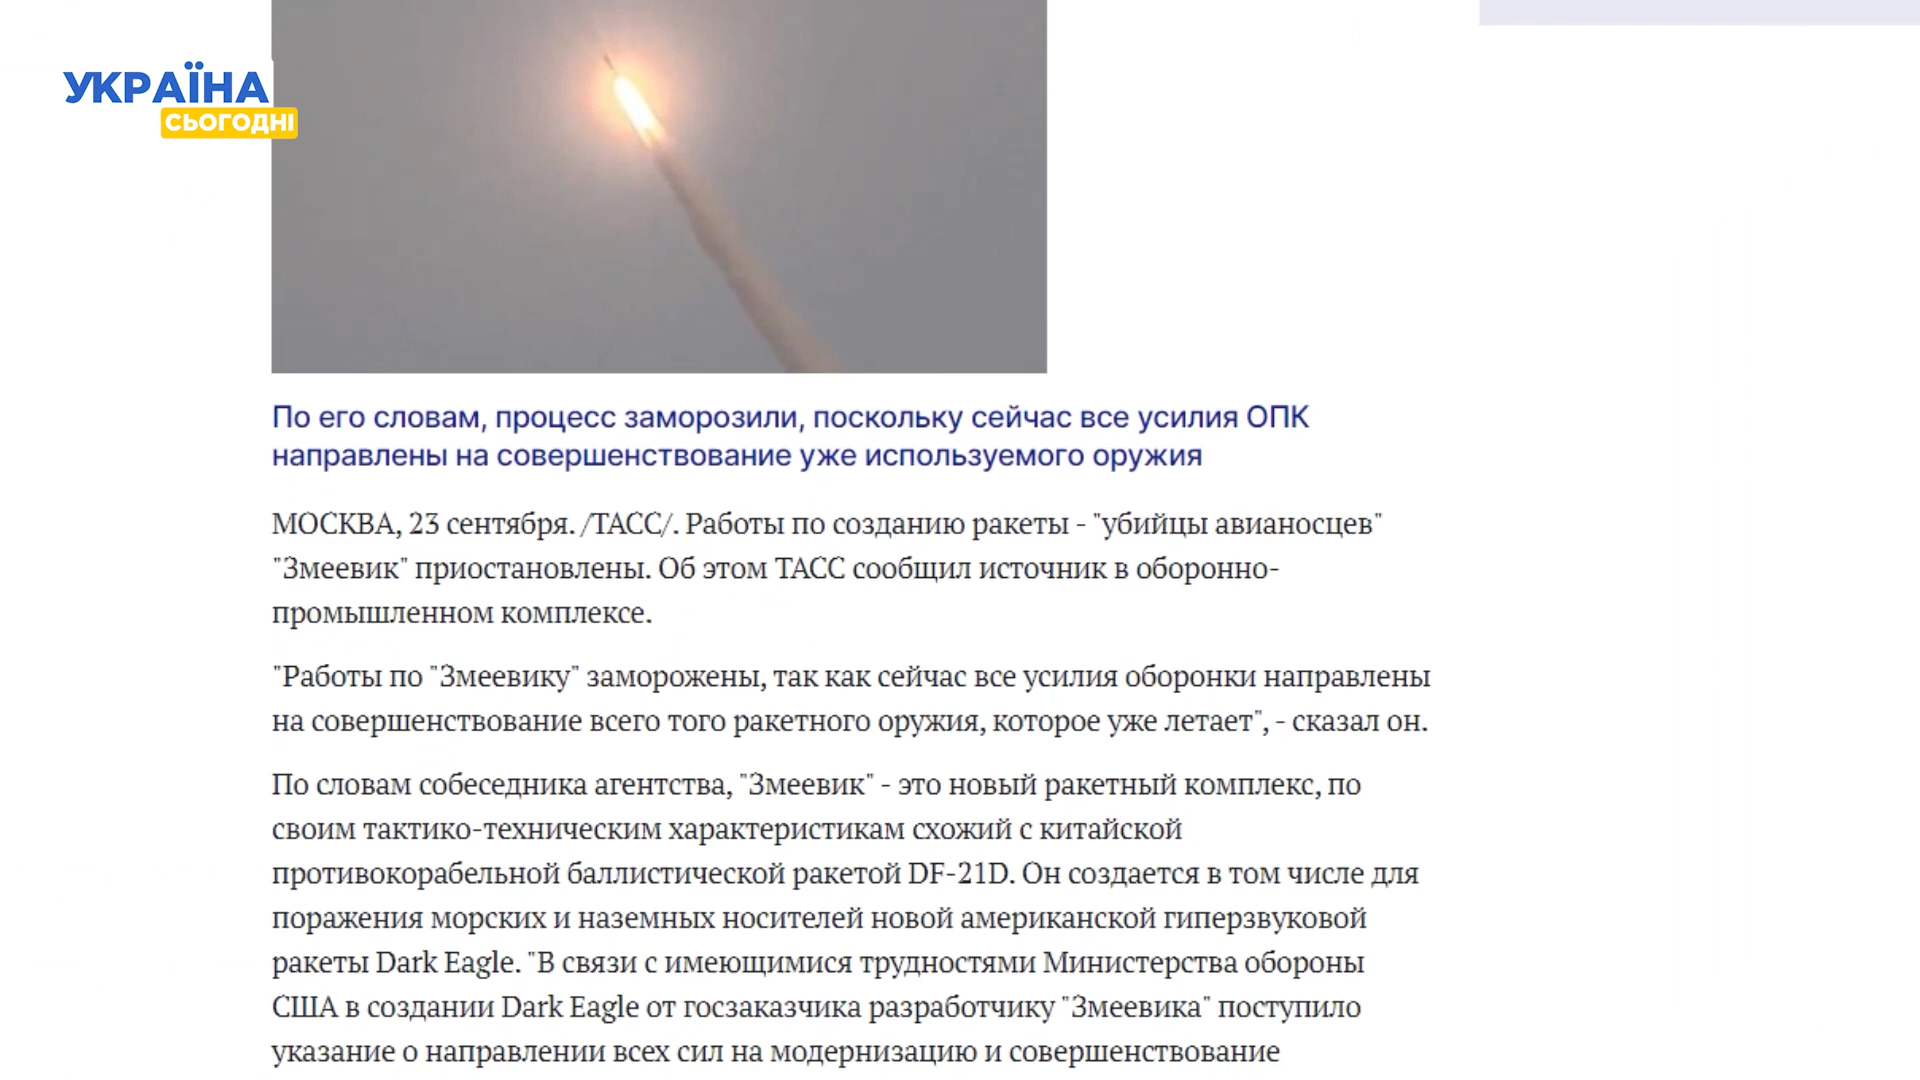 УКРАЇНА
СЬОГОДНІ
По его словам, процесс заморозили, поскольку сейчас все усилия ОПК
направлены на совершенствование уже используемого оружия
МОСКВА, 23 сентября. /ТАСС/. Работы по созданию ракеты - "убийцы авианосцев"
"Змеевик" приостановлены. Об этом ТАСС сообщил источник в оборонно-
промышленном комплексе.
"Работы по "Змеевику" заморожены, так как сейчас все усилия оборонки направлены
на совершенствование всего того ракетного оружия, которое уже летает", - сказал он.
По словам собеседника агентства, "Змеевик" - это новый ракетный комплекс, по
своим тактико-техническим характеристикам схожий с китайской
противокорабельной баллистической ракетой DF-21D. Он создается в том числе для
поражения морских и наземных носителей новой американской гиперзвуковой
ракеты Dark Eagle. "В связи с имеющимися трудностями Министерства обороны
США в создании Dark Eagle от госзаказчика разработчику "Змеевика" поступило
указание о направлении всех сил на модернизацию и совершенствование